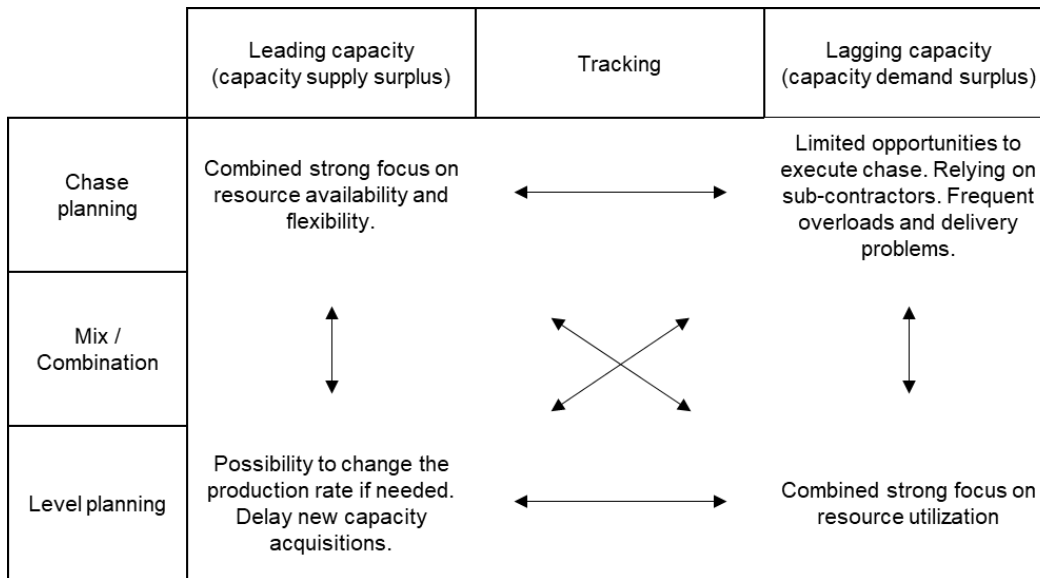 Leading capacity
(capacity supply surplus)
Tracking
Lagging capacity
(capacity demand surplus)
Chase
planning
Combined strong focus on
resource availability and
flexibility.
Limited opportunities to
execute chase. Relying on
sub-contractors. Frequent
overloads and delivery
problems.
Mix /
Combination
Level planning
Possibility to change the
production rate if needed.
Delay new capacity
acquisitions.
Combined strong focus on
resource utilization